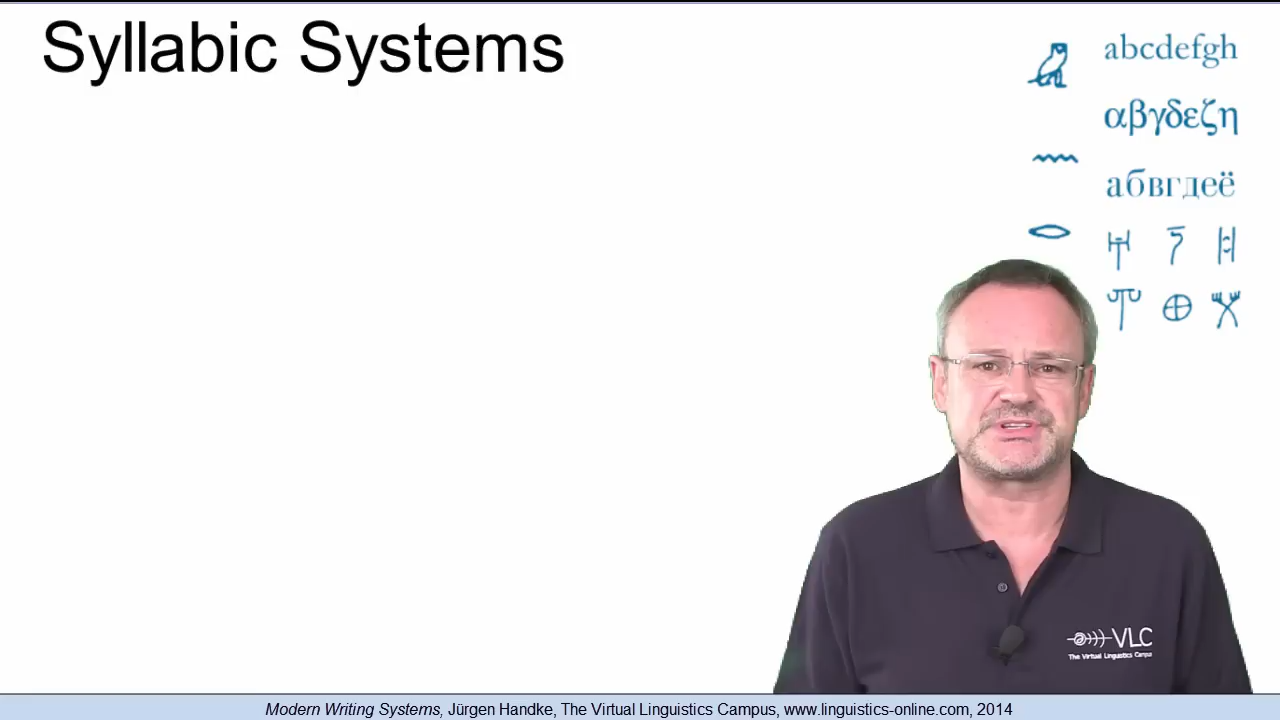 Syllabic Systems
abcdefgh
αβγδεζη
абвгдеё
VLC
The Virtual Linguistics Campus
Modern Writing Systems, Jürgen Handke, The Virtual Linguistics Campus, www.linguistics-online.com, 2014